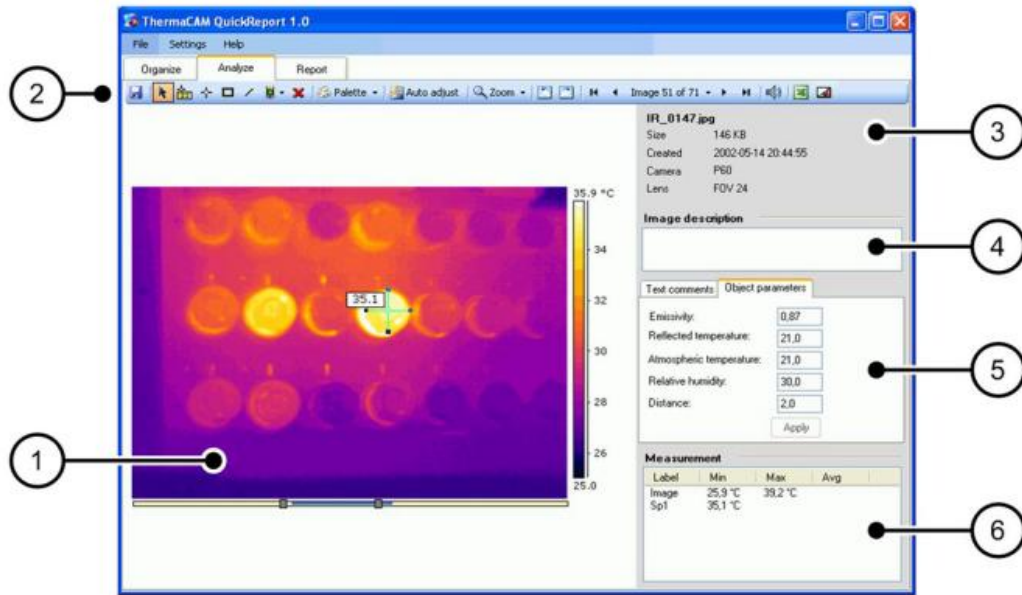 ThermaCAM QuickReport 1.0
File Settings Help
Organize Analyze Report
2
Palette Auto adjust Zoom Image 51 of 71
IR_0147.jpg
Size 146 KB
Created 2002-05-14 20:44:55
Camera P60
Lens FOV 24
3
Image description
4
35.9 °C
34
32
30
28
26
25.0
35.1
1
Text comments Object parameters
Emissivity: 0,87
Reflected temperature: 21,0
Atmospheric temperature: 21,0
Relative humidity: 30,0
Distance: 2,0
Apply
5
Measurement
Label Min Max Avg
Image 25,9 °C 39,2 °C
Sp1 35,1 °C
6